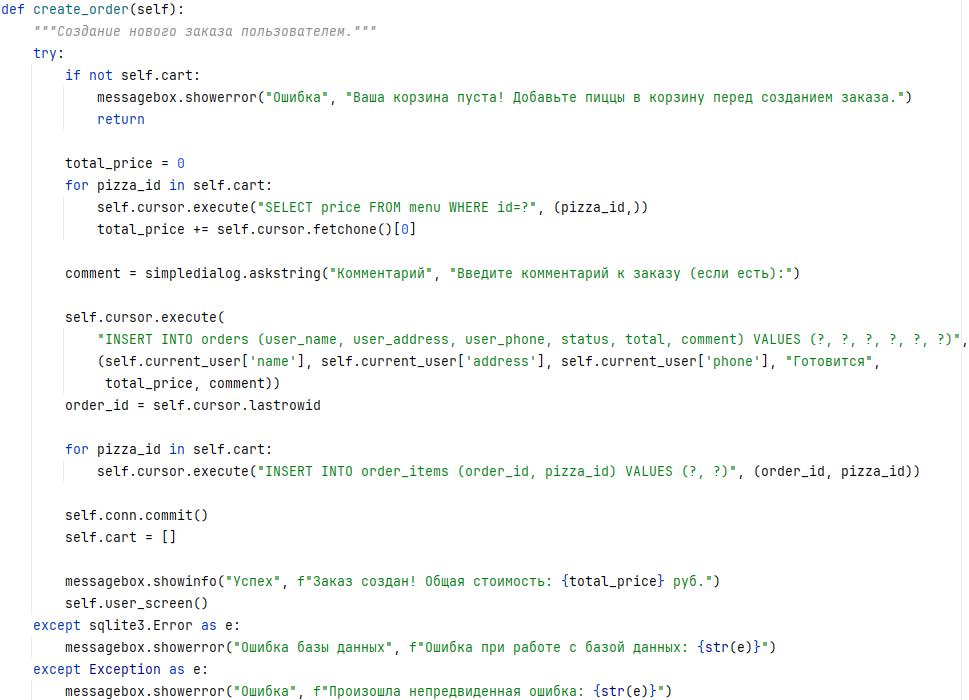 def create_order(self):
    """Создание нового заказа пользователем."""
    try:
        if not self.cart:
            messagebox.showerror("Ошибка", "Ваша корзина пуста! Добавьте пиццы в корзину перед созданием заказа.")
            return

        total_price = 0
        for pizza_id in self.cart:
            self.cursor.execute("SELECT price FROM menu WHERE id=?", (pizza_id,))
            total_price += self.cursor.fetchone()[0]

        comment = simpledialog.askstring("Комментарий", "Введите комментарий к заказу (если есть):")

        self.cursor.execute(
            "INSERT INTO orders (user_name, user_address, user_phone, status, total, comment) VALUES (?, ?, ?, ?, ?, ?)",
            (self.current_user['name'], self.current_user['address'], self.current_user['phone'], "Готовится",
             total_price, comment))
        order_id = self.cursor.lastrowid

        for pizza_id in self.cart:
            self.cursor.execute("INSERT INTO order_items (order_id, pizza_id) VALUES (?, ?)", (order_id, pizza_id))

        self.conn.commit()
        self.cart = []

        messagebox.showinfo("Успех", f"Заказ создан! Общая стоимость: {total_price} руб.")
        self.user_screen()
    except sqlite3.Error as e:
        messagebox.showerror("Ошибка базы данных", f"Ошибка при работе с базой данных: {str(e)}")
    except Exception as e:
        messagebox.showerror("Ошибка", f"Произошла непредвиденная ошибка: {str(e)}")